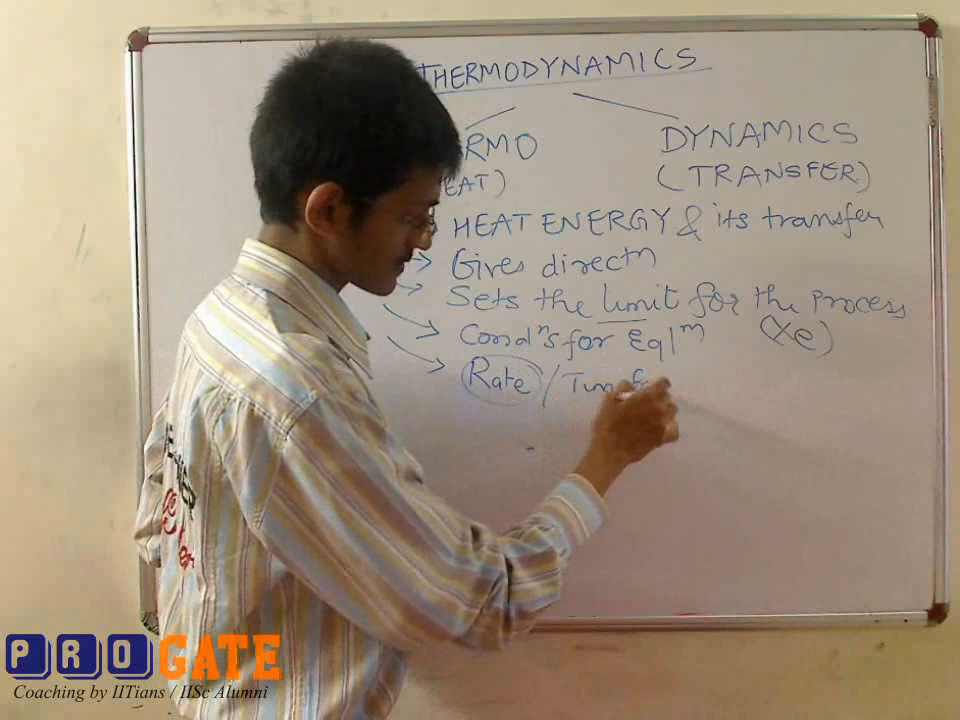 THERMODYNAMICS
RMO DYNAMICS
EAT) (TRANSFER)
HEAT ENERGY & its transfer
Gives directn
Sets the limit for the process
Condns for Eqlm (Xe)
Rate /
PRO GATE
Coaching by IITians / IISc Alumni